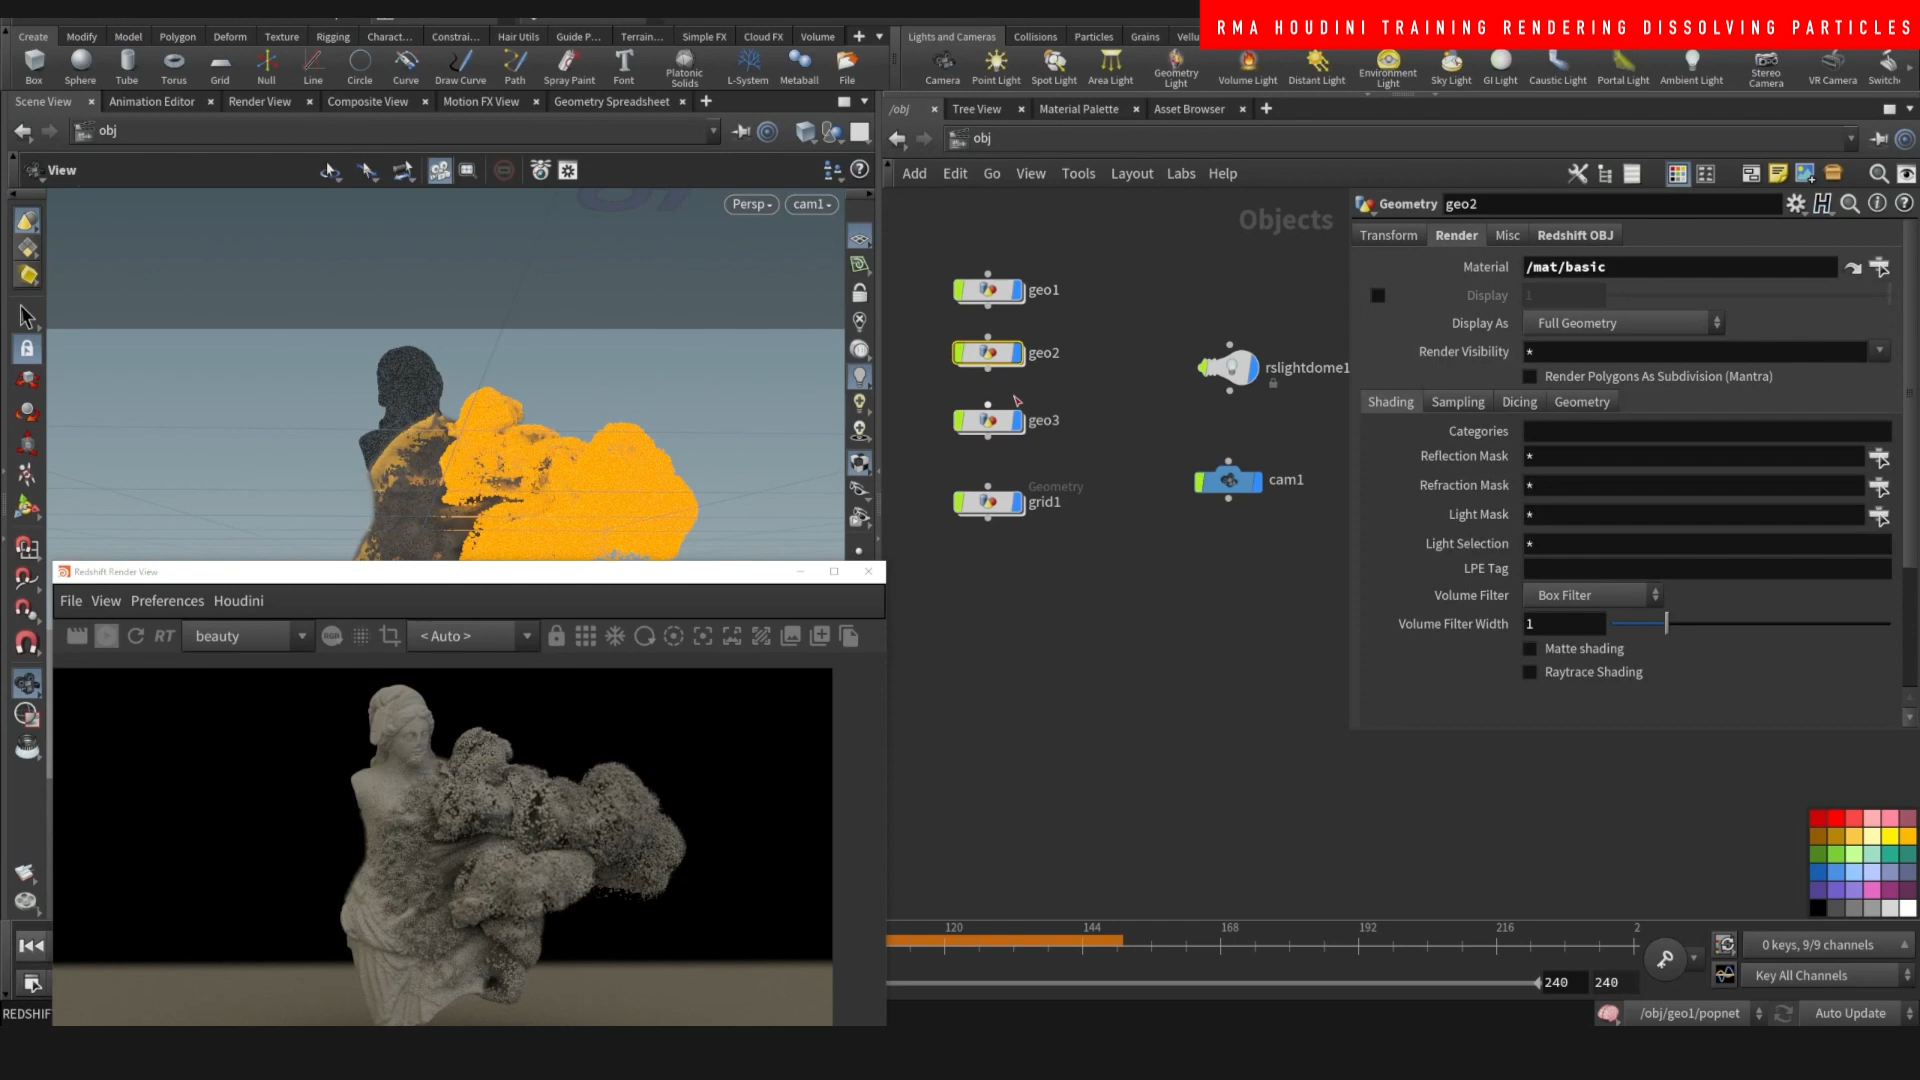 RMA HOUDINI TRAINING RENDERING DISSOLVING PARTICLES
Create Modify Model Polygon Deform Texture Rigging Charact... Constrai... Hair Utils Guide P... Terrain... Simple FX Cloud FX Volume
Lights and Cameras Collisions Particles Grains Vellu
Box Sphere Tube Torus Grid Null Line Circle Curve Draw Curve Path Spray Paint Font Platonic Solids L-System Metaball File
Camera Point Light Spot Light Area Light Geometry Light Volume Light Distant Light Environment Light Sky Light GI Light Caustic Light Portal Light Ambient Light Stereo Camera VR Camera Switch
Scene View Animation Editor Render View Composite View Motion FX View Geometry Spreadsheet
/obj Tree View Material Palette Asset Browser
obj
obj
View
Add Edit Go View Tools Layout Labs Help
Persp cam1
Objects
geo1
geo2
geo3
Geometry
grid1
rslightdome1
cam1
Geometry geo2
Transform Render Misc Redshift OBJ
Material /mat/basic
Display 1
Display As Full Geometry
Render Visibility *
Render Polygons As Subdivision (Mantra)
Shading Sampling Dicing Geometry
Categories
Reflection Mask *
Refraction Mask *
Light Mask *
Light Selection *
LPE Tag
Volume Filter Box Filter
Volume Filter Width 1
Matte shading
Raytrace Shading
Redshift Render View
File View Preferences Houdini
RT beauty RGB < Auto >
120 144 168 192 216 2
240 240
0 keys, 9/9 channels
Key All Channels
REDSHIF
/obj/geo1/popnet Auto Update